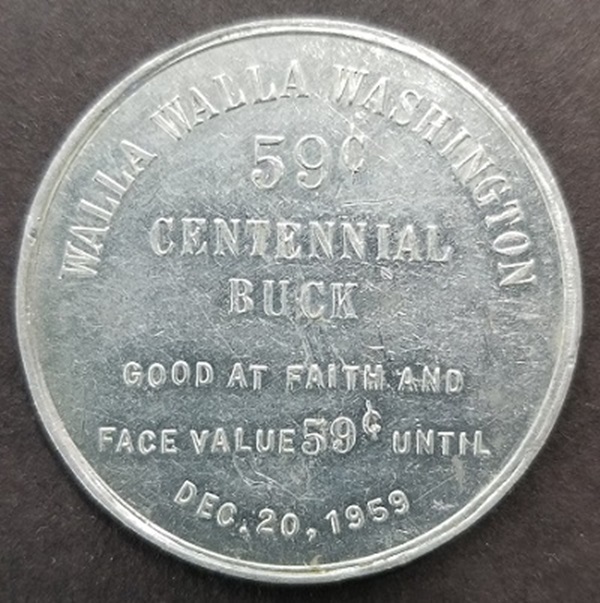 WALLA WALLA WASHINGTON
59¢
CENTENNIAL
BUCK
GOOD AT FAITH AND
FACE VALUE 59¢ UNTIL
DEC. 20, 1959